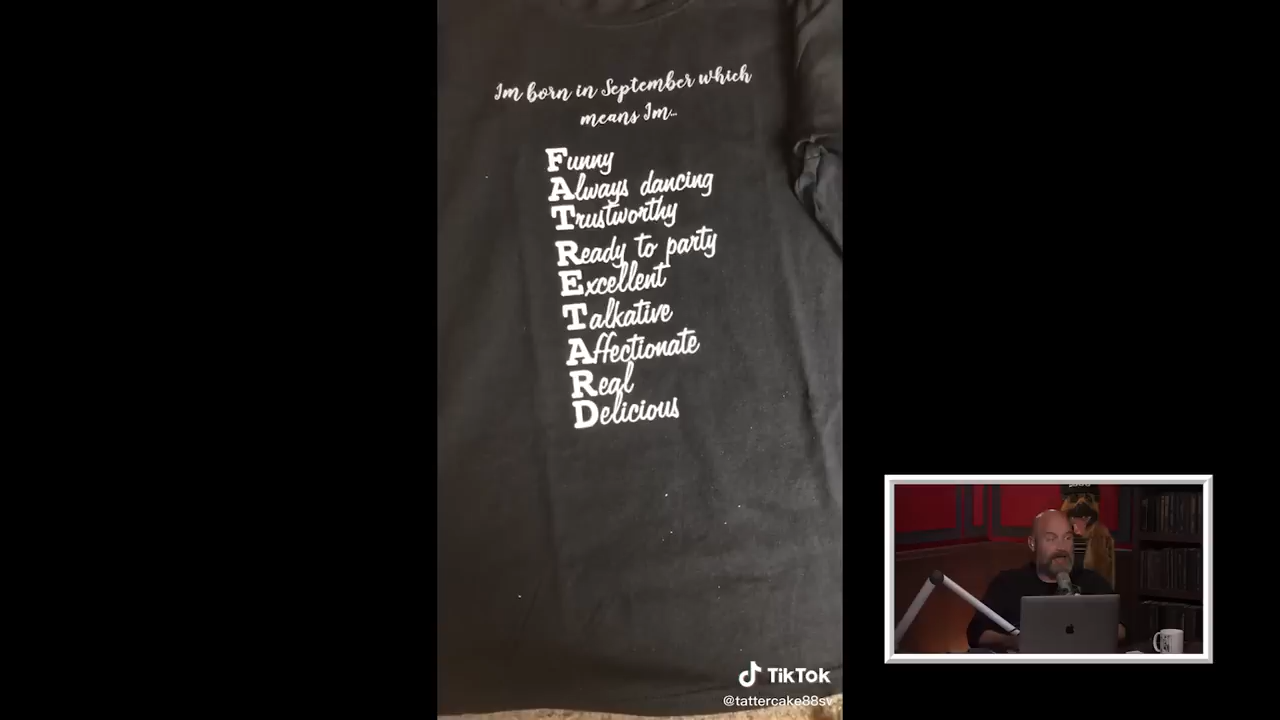 Im born in September which
means Im...
Funny
Always dancing
Trustworthy
Ready to party
Excellent
Talkative
Affectionate
Real
Delicious
TikTok
@tattercake88sv